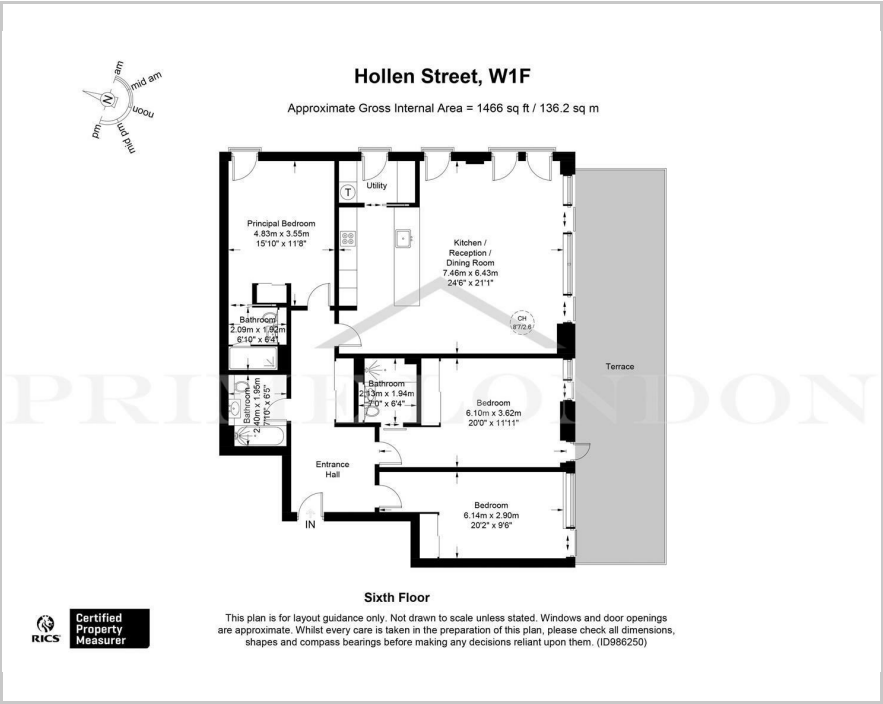 Hollen Street, W1F
Approximate Gross Internal Area = 1466 sq ft / 136.2 sq m
am
mid am
noon
mid pm
pm
N
Utility
T
Principal Bedroom
4.83m x 3.55m
15'10" x 11'8"
Kitchen /
Reception /
Dining Room
7.46m x 6.43m
24'6" x 21'1"
CH
8'7/2.6
Bathroom
2.09m x 1.92m
6'10" x 6'4"
Terrace
PRIME LONDON
Bathroom
2.13m x 1.94m
7'0" x 6'4"
Bathroom
2.40m x 1.95m
7'10" x 6'5"
Bedroom
6.10m x 3.62m
20'0" x 11'11"
Entrance
Hall
IN
Bedroom
6.14m x 2.90m
20'2" x 9'6"
Sixth Floor
RICS
Certified
Property
Measurer
This plan is for layout guidance only. Not drawn to scale unless stated. Windows and door openings
are approximate. Whilst every care is taken in the preparation of this plan, please check all dimensions,
shapes and compass bearings before making any decisions reliant upon them. (ID986250)